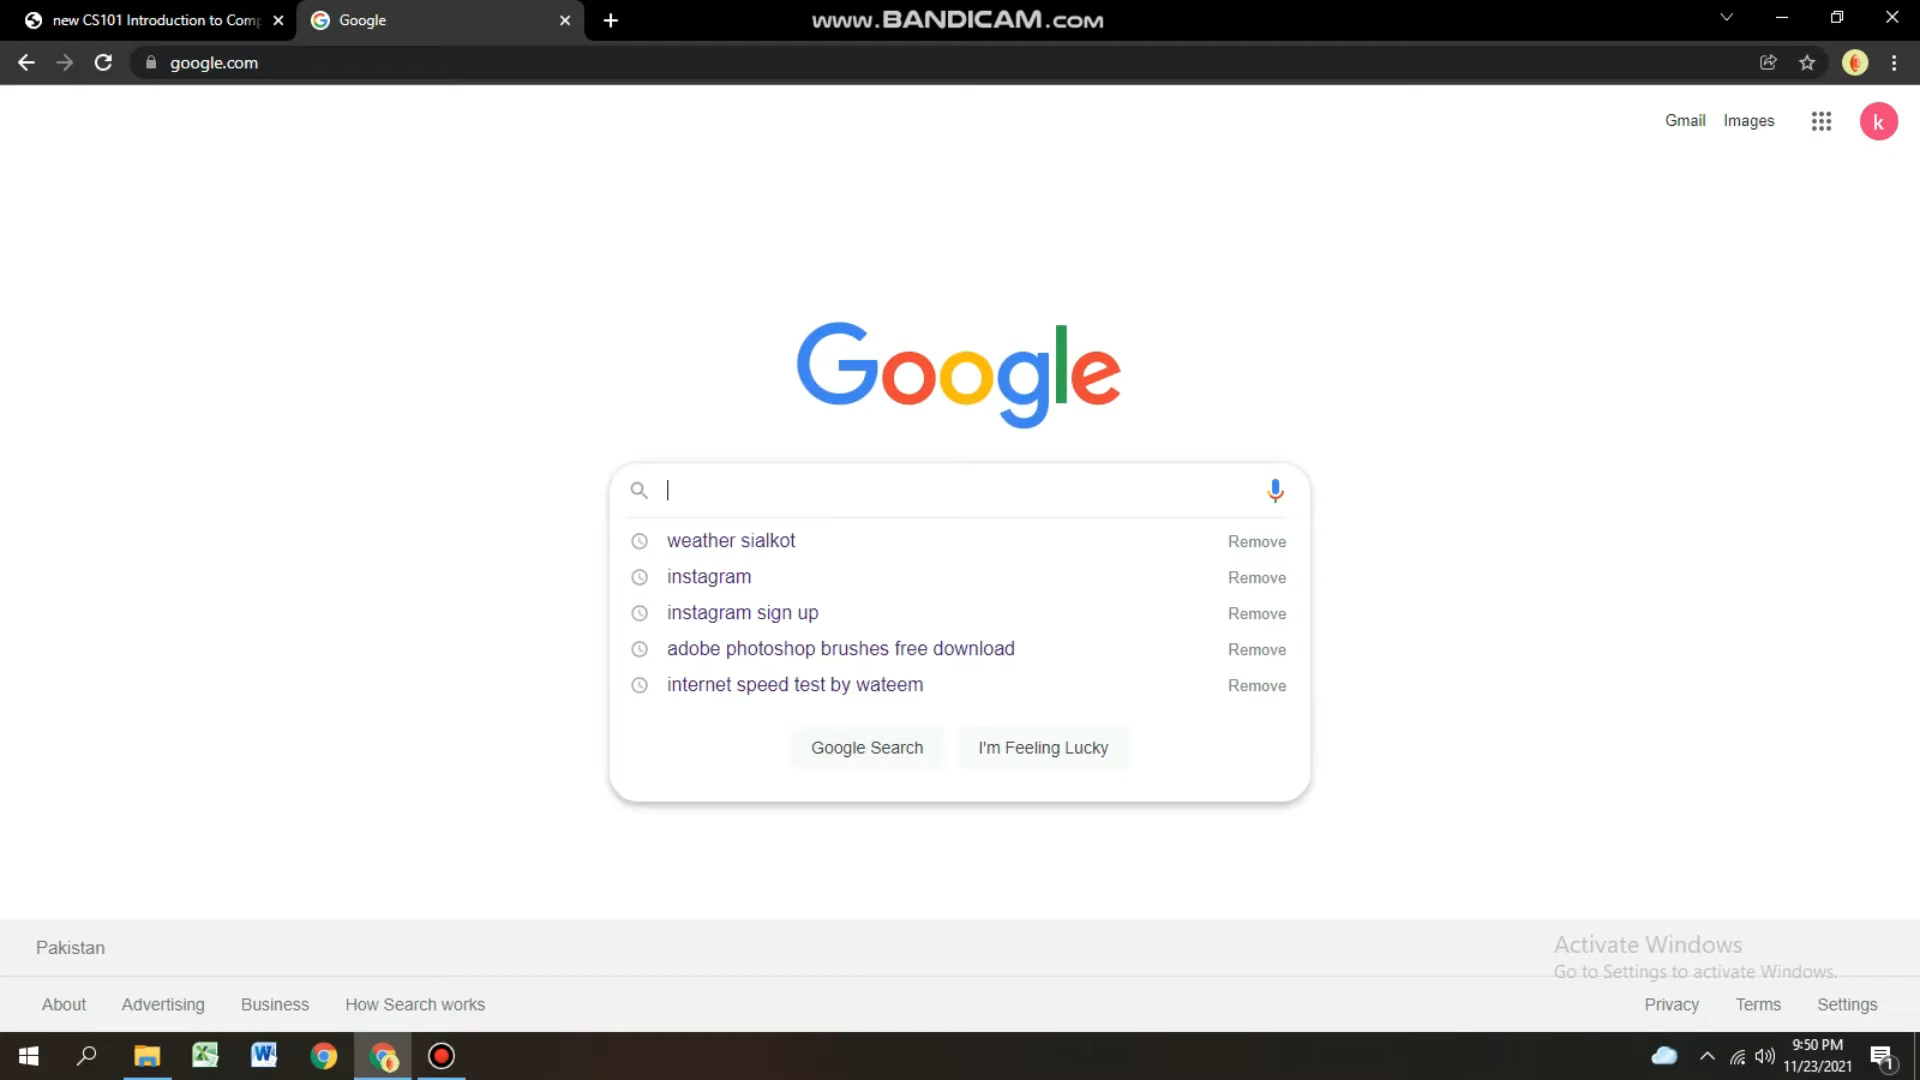 new CS101 Introduction to Comp
Google
www.BANDICAM.com
google.com
Gmail
Images
k
Google
weather sialkot
Remove
instagram
Remove
instagram sign up
Remove
adobe photoshop brushes free download
Remove
internet speed test by wateem
Remove
Google Search
I'm Feeling Lucky
Pakistan
Activate Windows
Go to Settings to activate Windows.
About
Advertising
Business
How Search works
Privacy
Terms
Settings
9:50 PM
11/23/2021
1